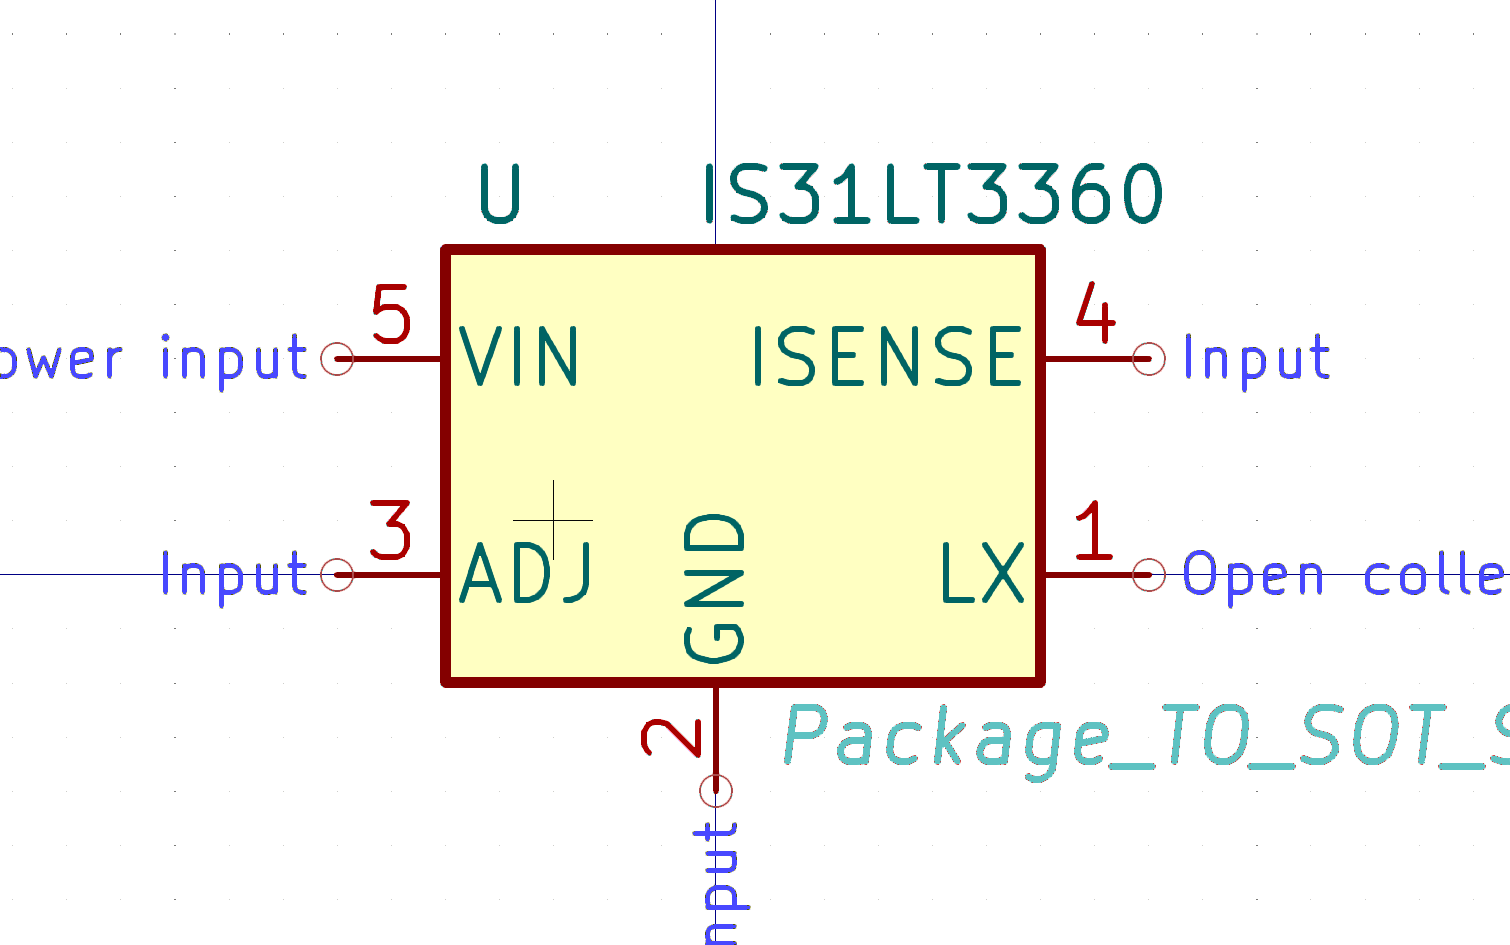 U IS31LT3360
5 4
ower input VIN ISENSE Input
3 1
Input ADJ GND LX Open colle
2 Package_TO_SOT_S
nput